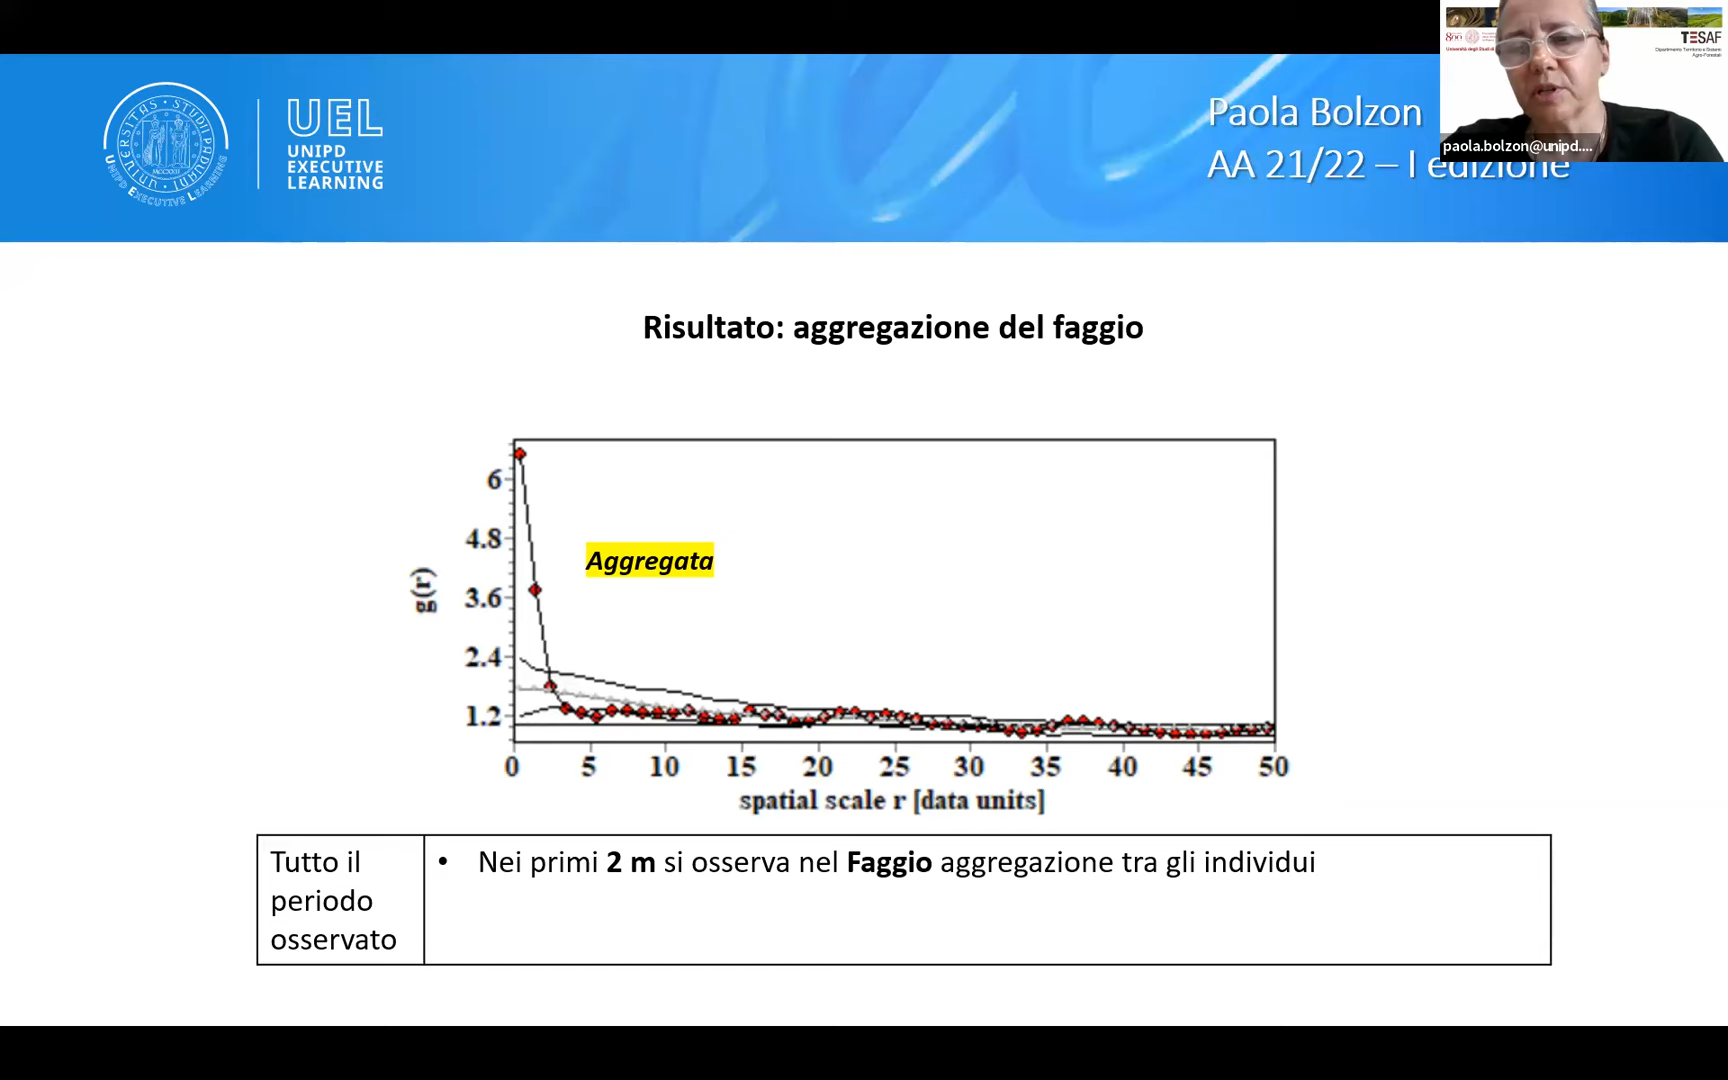 UEL
UNIPD
EXECUTIVE
LEARNING
Paola Bolzon
AA 21/22 – I edizione
TESAF
paola.bolzon@unipd....
Risultato: aggregazione del faggio
Aggregata
g(r)
6
4.8
3.6
2.4
1.2
0 5 10 15 20 25 30 35 40 45 50
spatial scale r [data units]
Tutto il
periodo
osservato
• Nei primi 2 m si osserva nel Faggio aggregazione tra gli individui